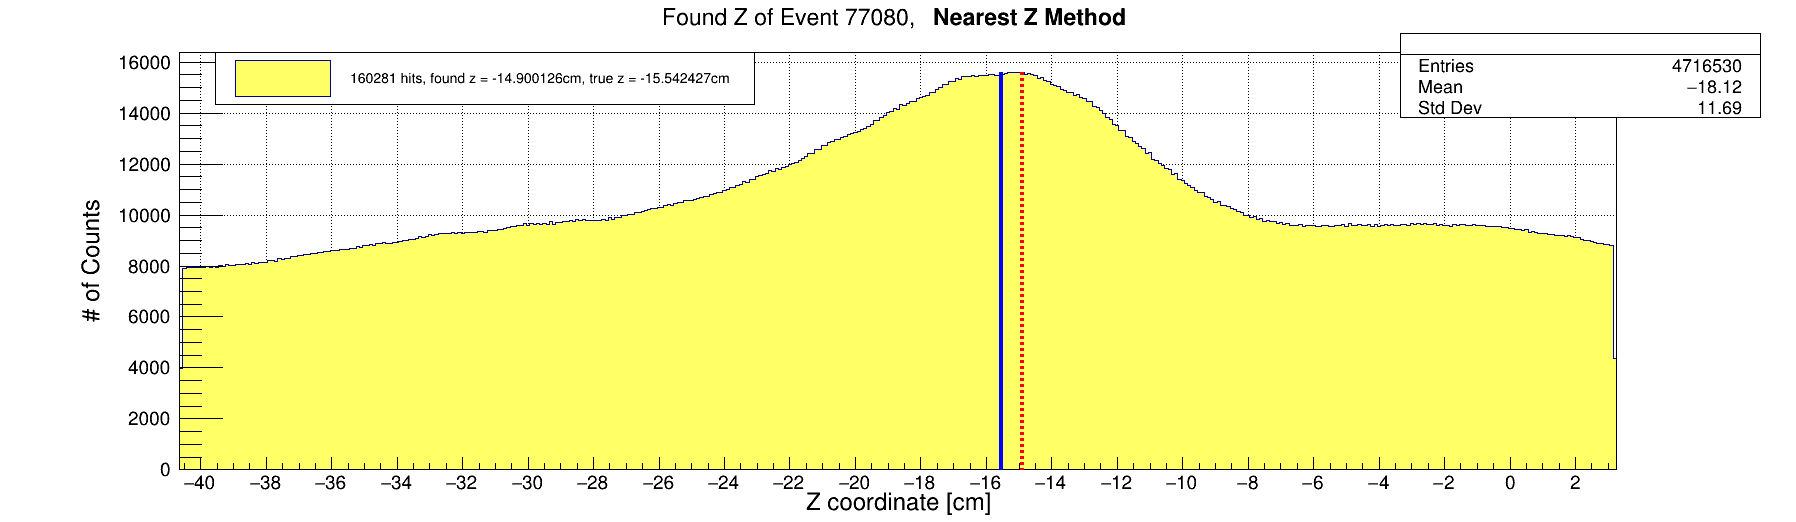 Found Z of Event 77080, Nearest Z Method
160281 hits, found z = -14.900126cm, true z = -15.542427cm
Entries 4716530
Mean −18.12
Std Dev 11.69
# of Counts
16000
14000
12000
10000
8000
6000
4000
2000
0
−40 −38 −36 −34 −32 −30 −28 −26 −24 −22 −20 −18 −16 −14 −12 −10 −8 −6 −4 −2 0 2
Z coordinate [cm]